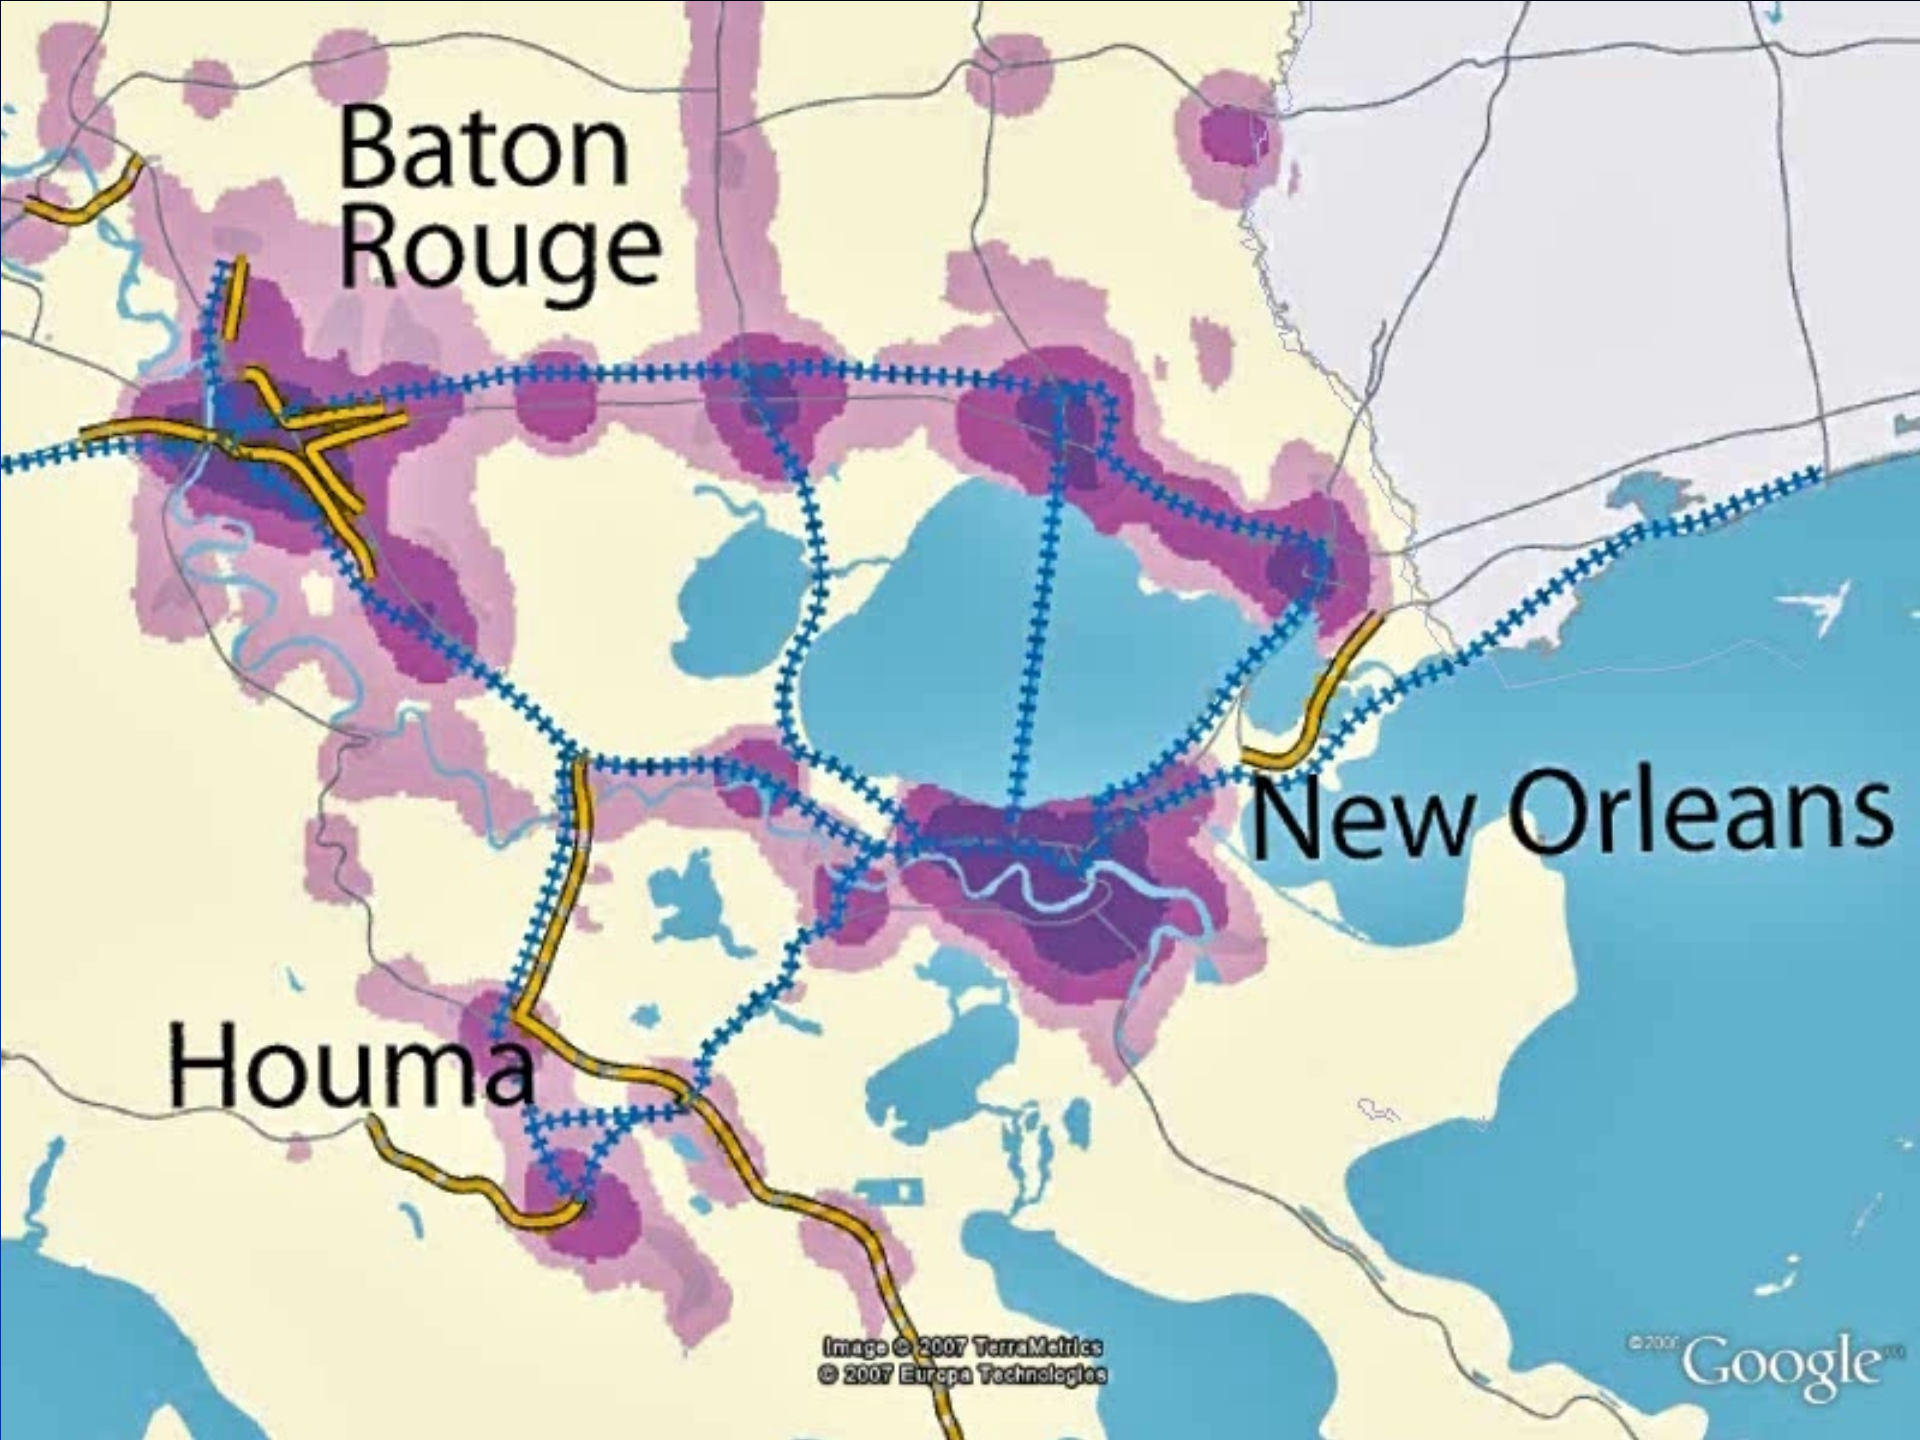 Baton
Rouge
New Orleans
Houma
Image © 2007 TerraMetrics
© 2007 Europa Technologies
Google